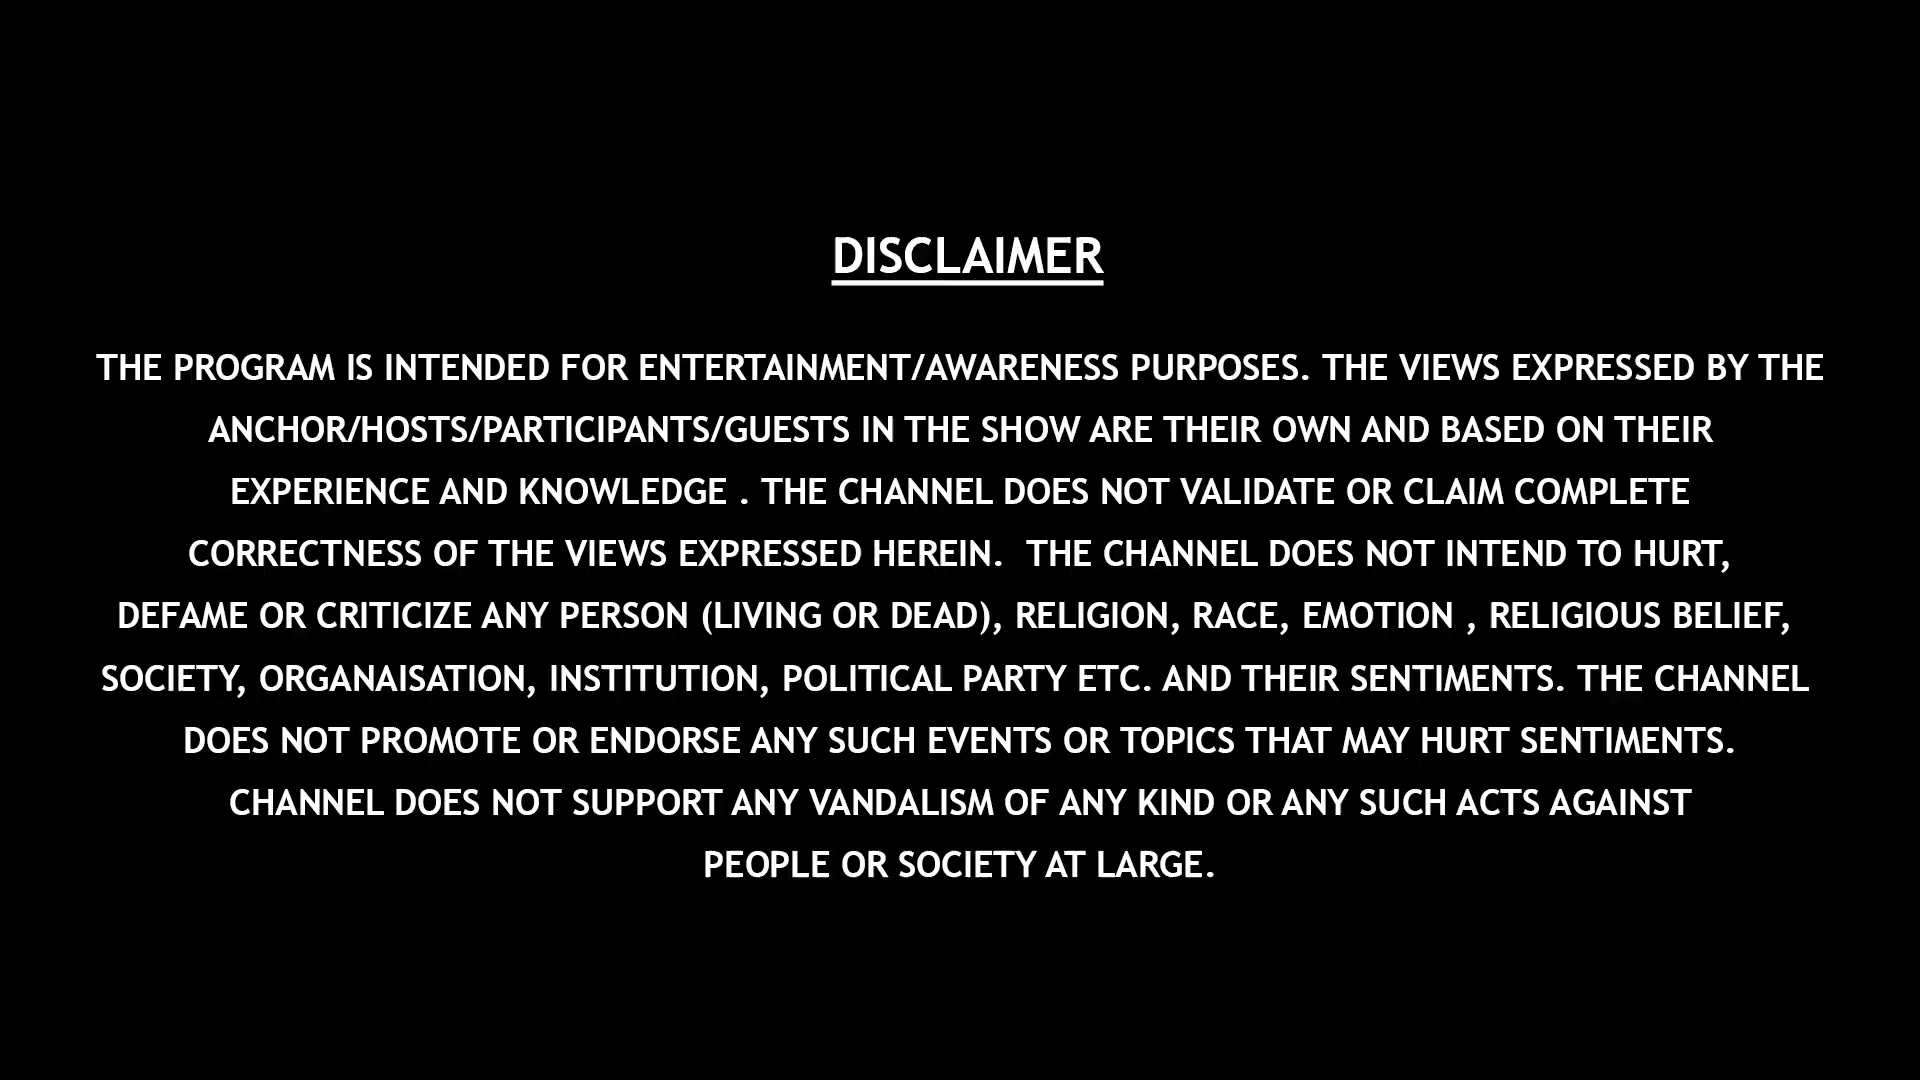 DISCLAIMER
THE PROGRAM IS INTENDED FOR ENTERTAINMENT/AWARENESS PURPOSES. THE VIEWS EXPRESSED BY THE
ANCHOR/HOSTS/PARTICIPANTS/GUESTS IN THE SHOW ARE THEIR OWN AND BASED ON THEIR
EXPERIENCE AND KNOWLEDGE . THE CHANNEL DOES NOT VALIDATE OR CLAIM COMPLETE
CORRECTNESS OF THE VIEWS EXPRESSED HEREIN.  THE CHANNEL DOES NOT INTEND TO HURT,
DEFAME OR CRITICIZE ANY PERSON (LIVING OR DEAD), RELIGION, RACE, EMOTION , RELIGIOUS BELIEF,
SOCIETY, ORGANAISATION, INSTITUTION, POLITICAL PARTY ETC. AND THEIR SENTIMENTS. THE CHANNEL
DOES NOT PROMOTE OR ENDORSE ANY SUCH EVENTS OR TOPICS THAT MAY HURT SENTIMENTS.
CHANNEL DOES NOT SUPPORT ANY VANDALISM OF ANY KIND OR ANY SUCH ACTS AGAINST
PEOPLE OR SOCIETY AT LARGE.